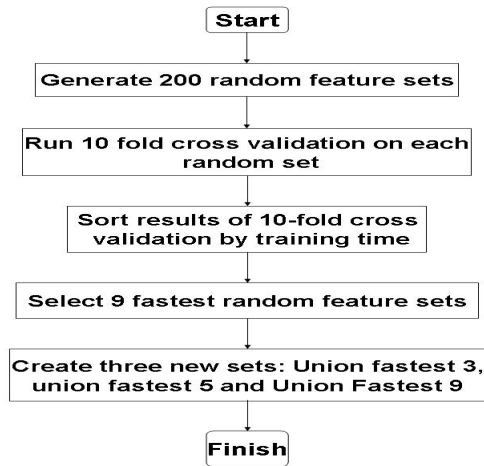 Start
Generate 200 random feature sets
Run 10 fold cross validation on each
random set
Sort results of 10-fold cross
validation by training time
Select 9 fastest random feature sets
Create three new sets: Union fastest 3,
union fastest 5 and Union Fastest 9
Finish